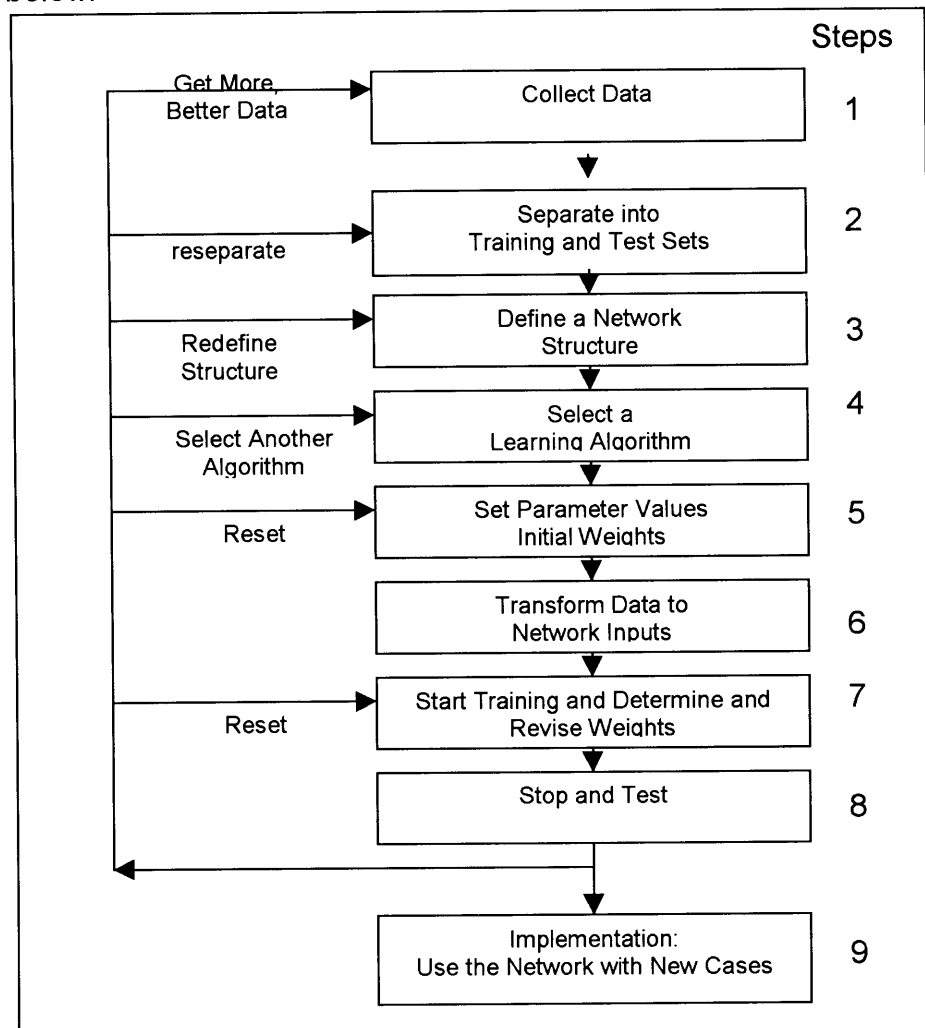 below.
Steps
Get More,
Better Data
Collect Data
1
Separate into
Training and Test Sets
2
reseparate
Define a Network
Structure
3
Redefine
Structure
Select a
Learning Algorithm
4
Select Another
Algorithm
Set Parameter Values
Initial Weights
5
Reset
Transform Data to
Network Inputs
6
Start Training and Determine and
Revise Weights
7
Reset
Stop and Test
8
Implementation:
Use the Network with New Cases
9